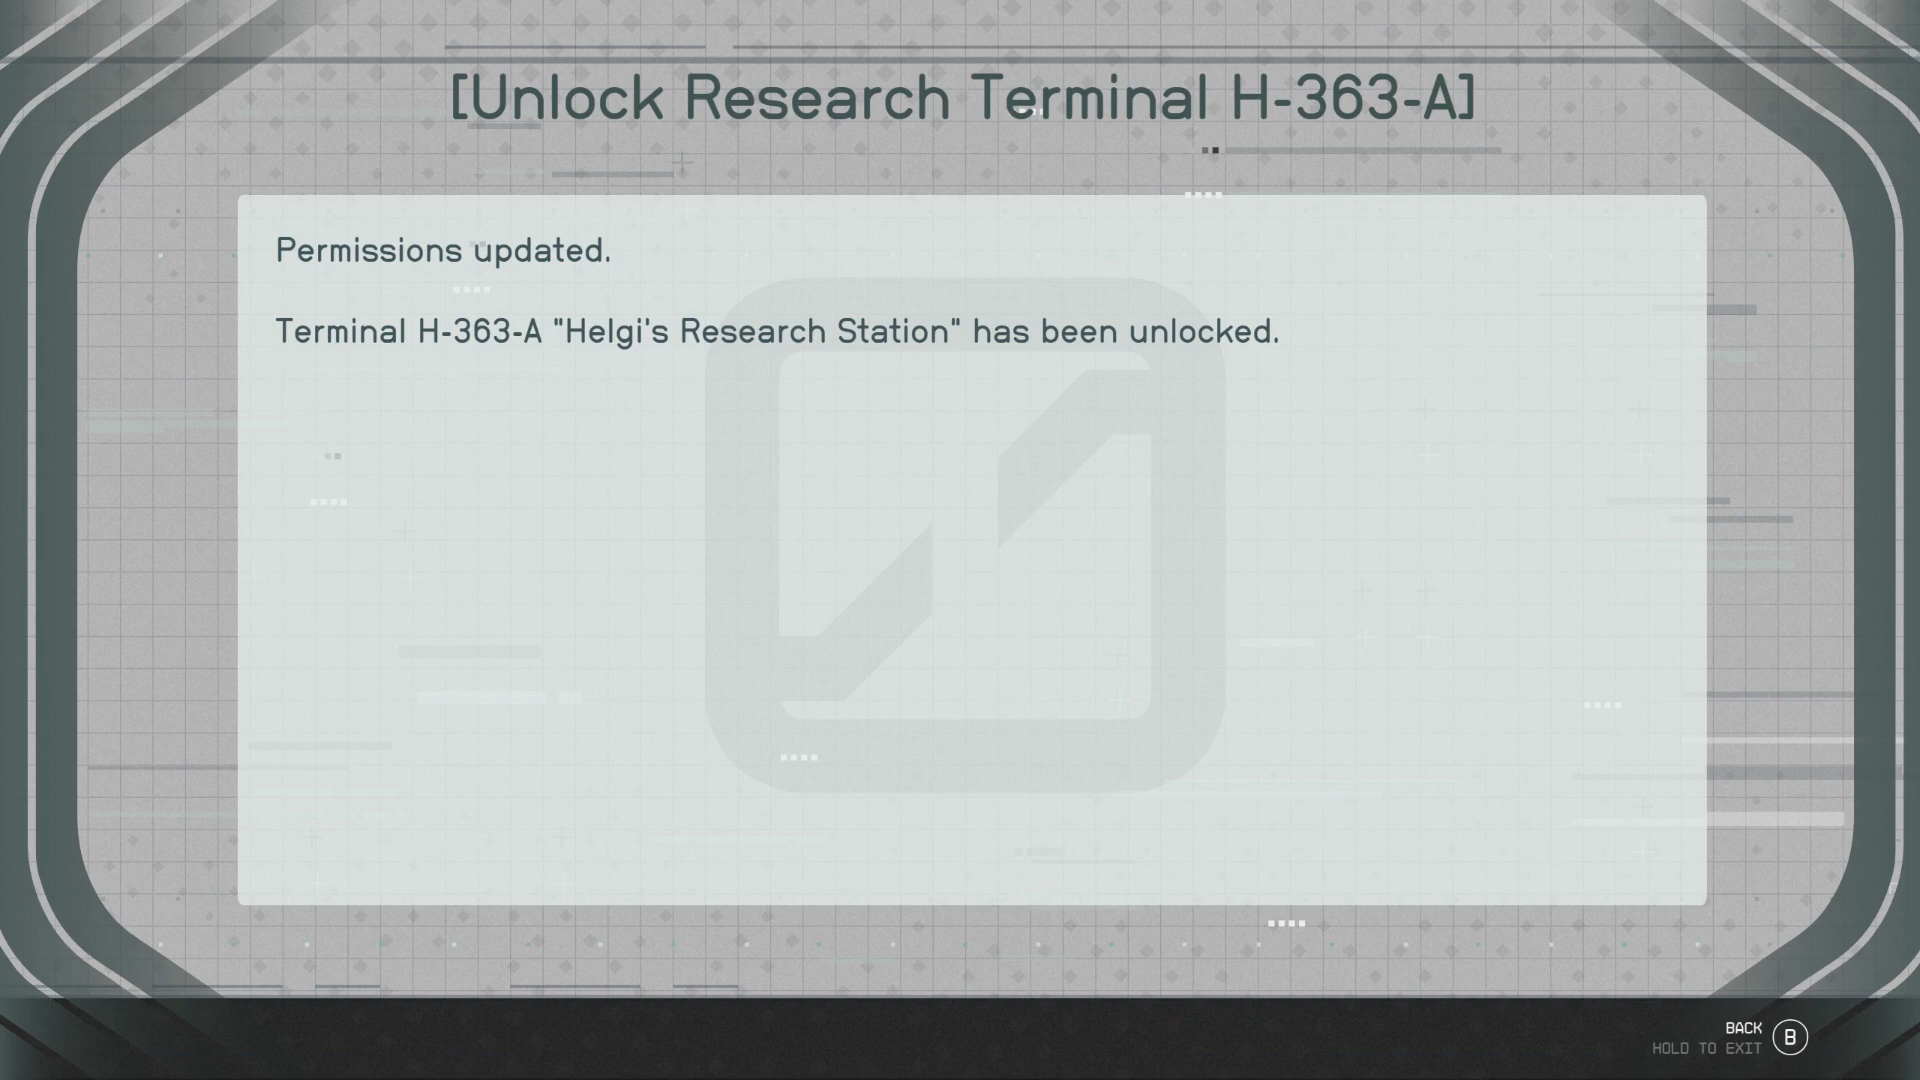 [Unlock Research Terminal H-363-A]
Permissions updated.
Terminal H-363-A "Helgi's Research Station" has been unlocked.
BACK
HOLD TO EXIT
B